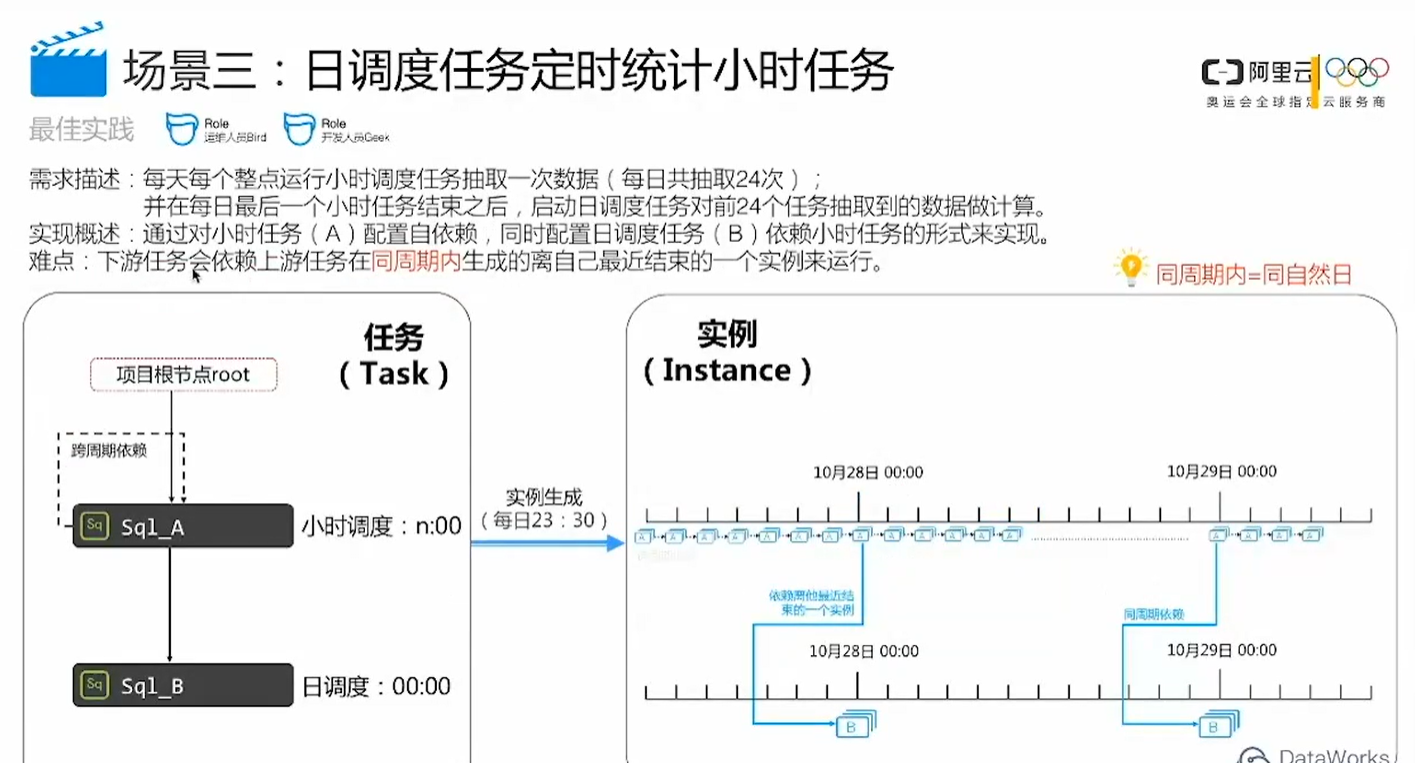 场景三：日调度任务定时统计小时任务
阿里云
奥运会全球指定云服务商
最佳实践
Role
运维人员Bird
Role
开发人员Geek
需求描述：每天每个整点运行小时调度任务抽取一次数据（每日共抽取24次）；
并在每日最后一个小时任务结束之后，启动日调度任务对前24个任务抽取到的数据做计算。
实现概述：通过对小时任务（A）配置自依赖，同时配置日调度任务（B）依赖小时任务的形式来实现。
难点：下游任务会依赖上游任务在同周期内生成的离自己最近结束的一个实例来运行。
同周期内=同自然日
任务
（Task）
项目根节点root
跨周期依赖
Sq
Sql_A
小时调度：n:00
Sq
Sql_B
日调度：00:00
实例生成
（每日23：30）
实例
（Instance）
10月28日 00:00
10月29日 00:00
A A A A A A A A A A A A A A A A A
依赖离他最近结
束的一个实例
同周期依赖
10月28日 00:00
10月29日 00:00
B
B
DataWorks